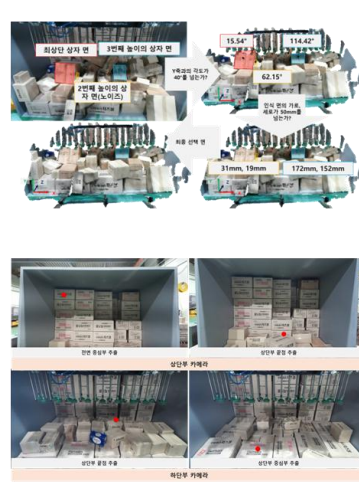 최상단 상자 면
3번째 높이의 상자 면
2번째 높이의 상
자 면(노이즈)
Y축과의 각도가
40°를 넘는가?
15.54°
114.42°
62.15°
인식 면의 가로,
세로가 50mm를
넘는가?
최종 선택 면
31mm, 19mm
172mm, 152mm
전면 중심부 추출
상단부 끝점 추출
상단부 카메라
상단부 끝점 추출
상단부 중심부 추출
하단부 카메라